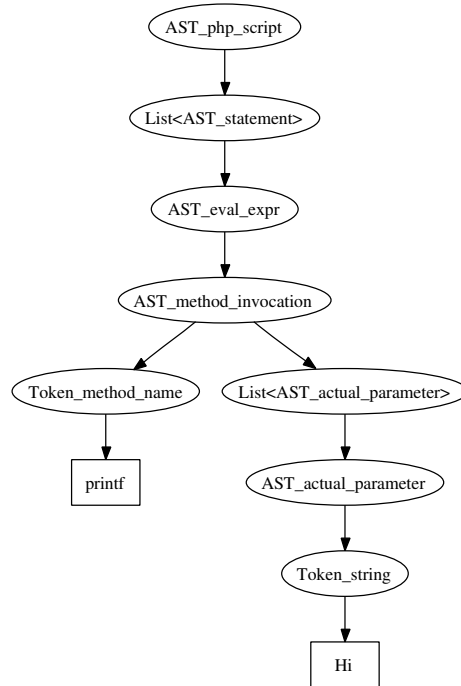 AST_php_script
List<AST_statement>
AST_eval_expr
AST_method_invocation
Token_method_name
List<AST_actual_parameter>
printf
AST_actual_parameter
Token_string
Hi